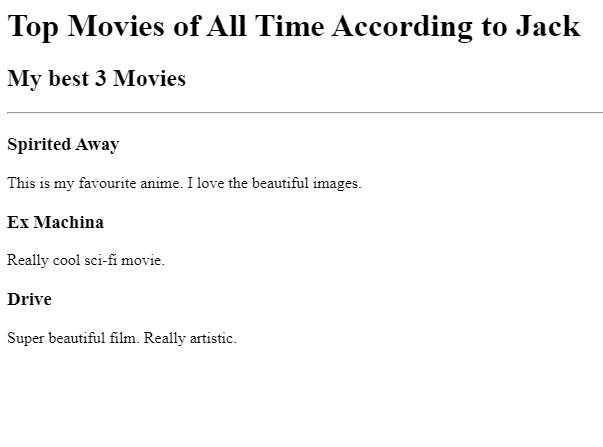 Top Movies of All Time According to Jack
My best 3 Movies
Spirited Away
This is my favourite anime. I love the beautiful images.
Ex Machina
Really cool sci-fi movie.
Drive
Super beautiful film. Really artistic.